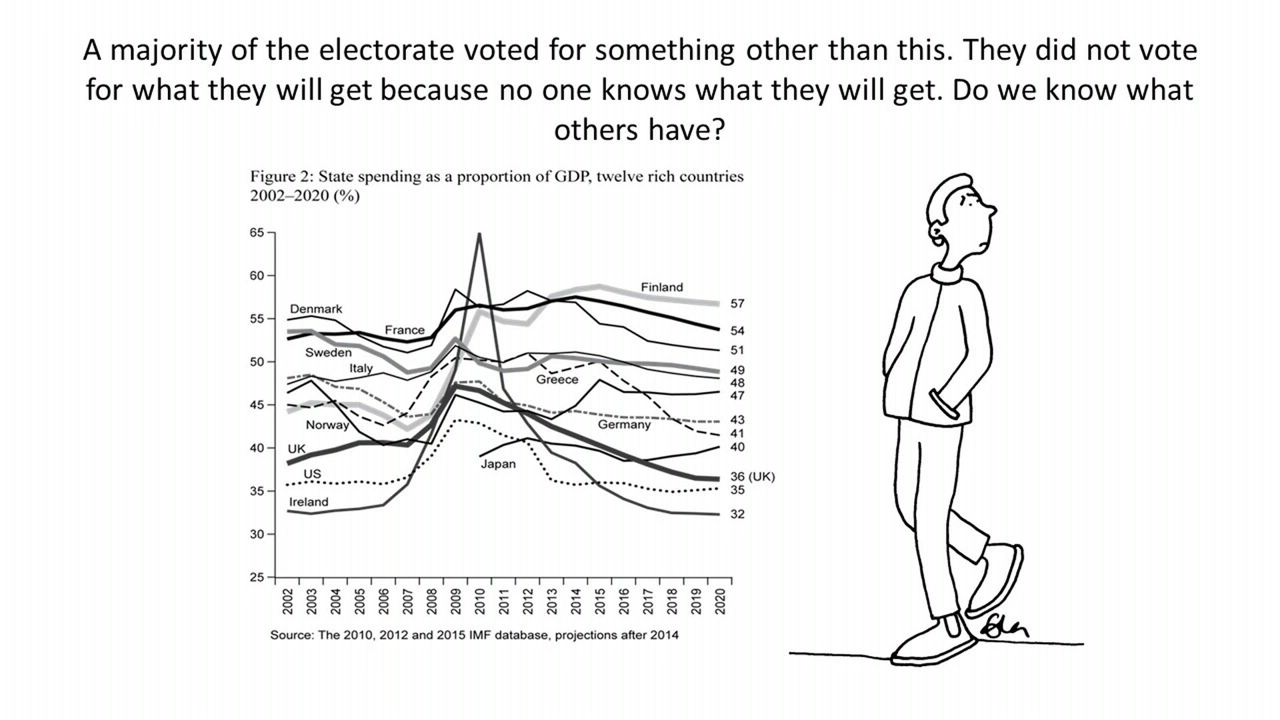 A majority of the electorate voted for something other than this. They did not vote
for what they will get because no one knows what they will get. Do we know what
others have?
Figure 2: State spending as a proportion of GDP, twelve rich countries
2002–2020 (%)
65
60
55
50
45
40
35
30
25
Denmark
France
Finland
Sweden
Italy
Greece
Norway
Germany
UK
Japan
US
Ireland
57
54
51
49
48
47
43
41
40
36 (UK)
35
32
2002 2003 2004 2005 2006 2007 2008 2009 2010 2011 2012 2013 2014 2015 2016 2017 2018 2019 2020
Source: The 2010, 2012 and 2015 IMF database, projections after 2014